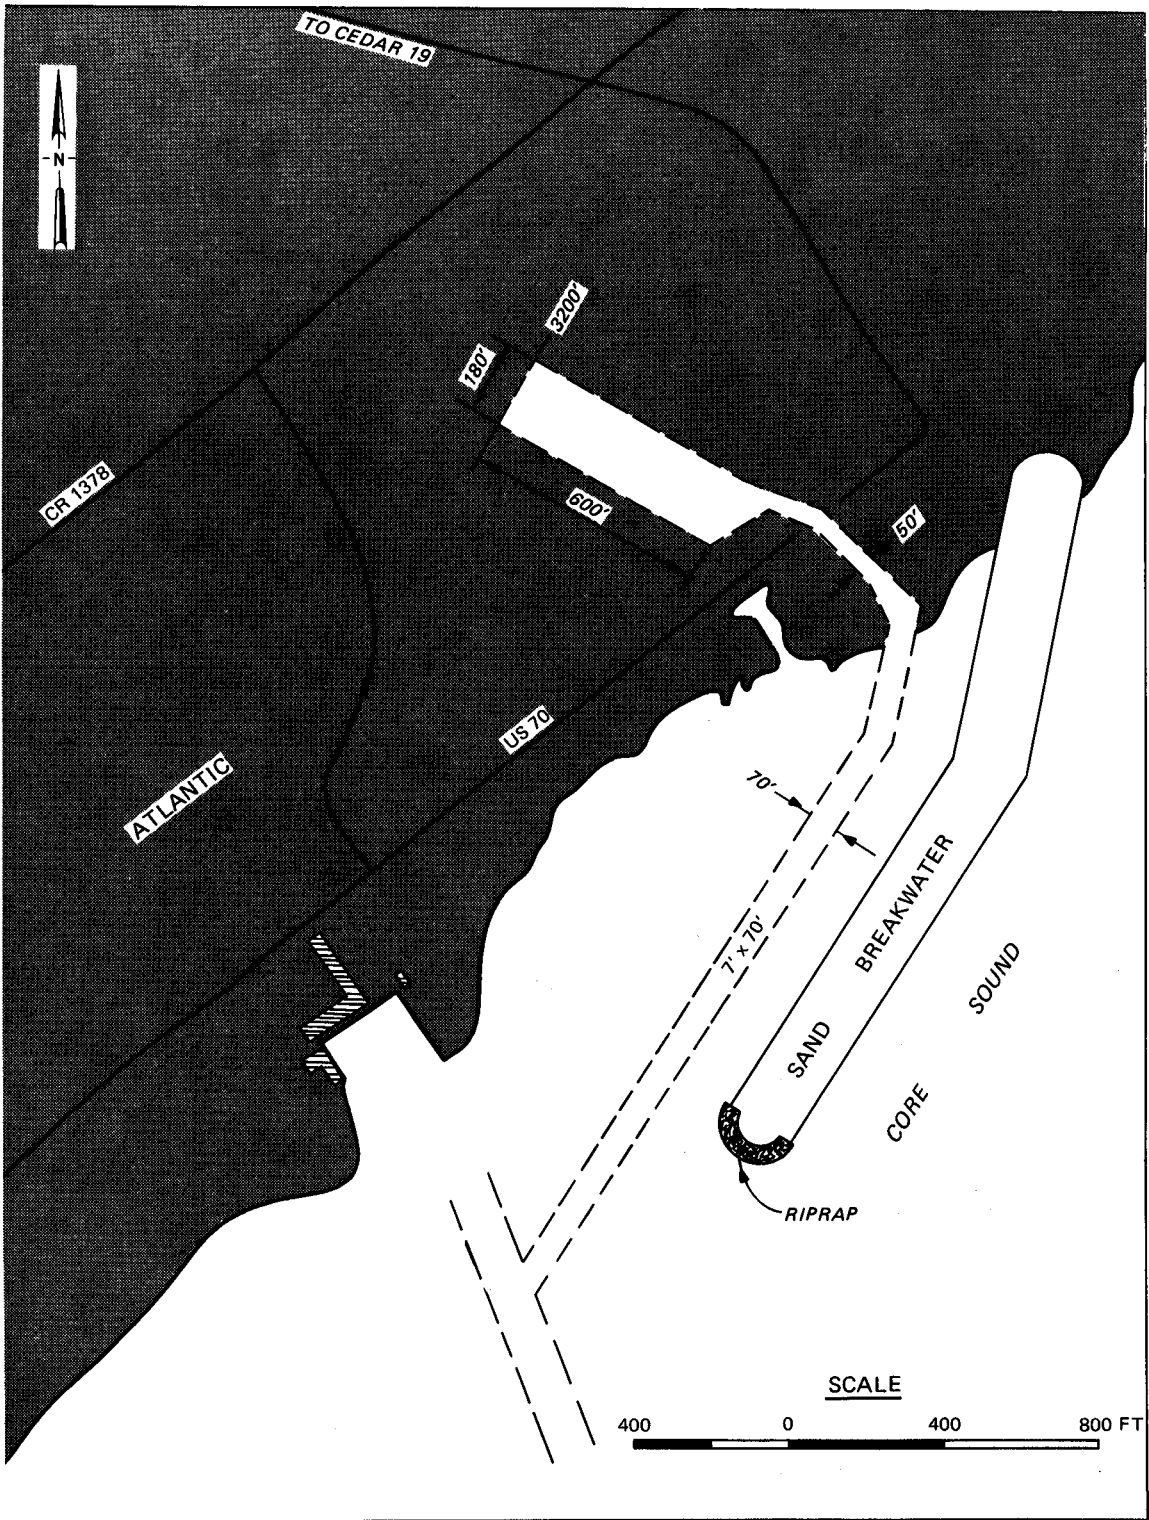 TO CEDAR 19
N
3200'
180'
CR 1378
600'
50'
US 70
ATLANTIC
70'
7' x 70'
SAND BREAKWATER
CORE SOUND
RIPRAP
SCALE
400 0 400 800 FT